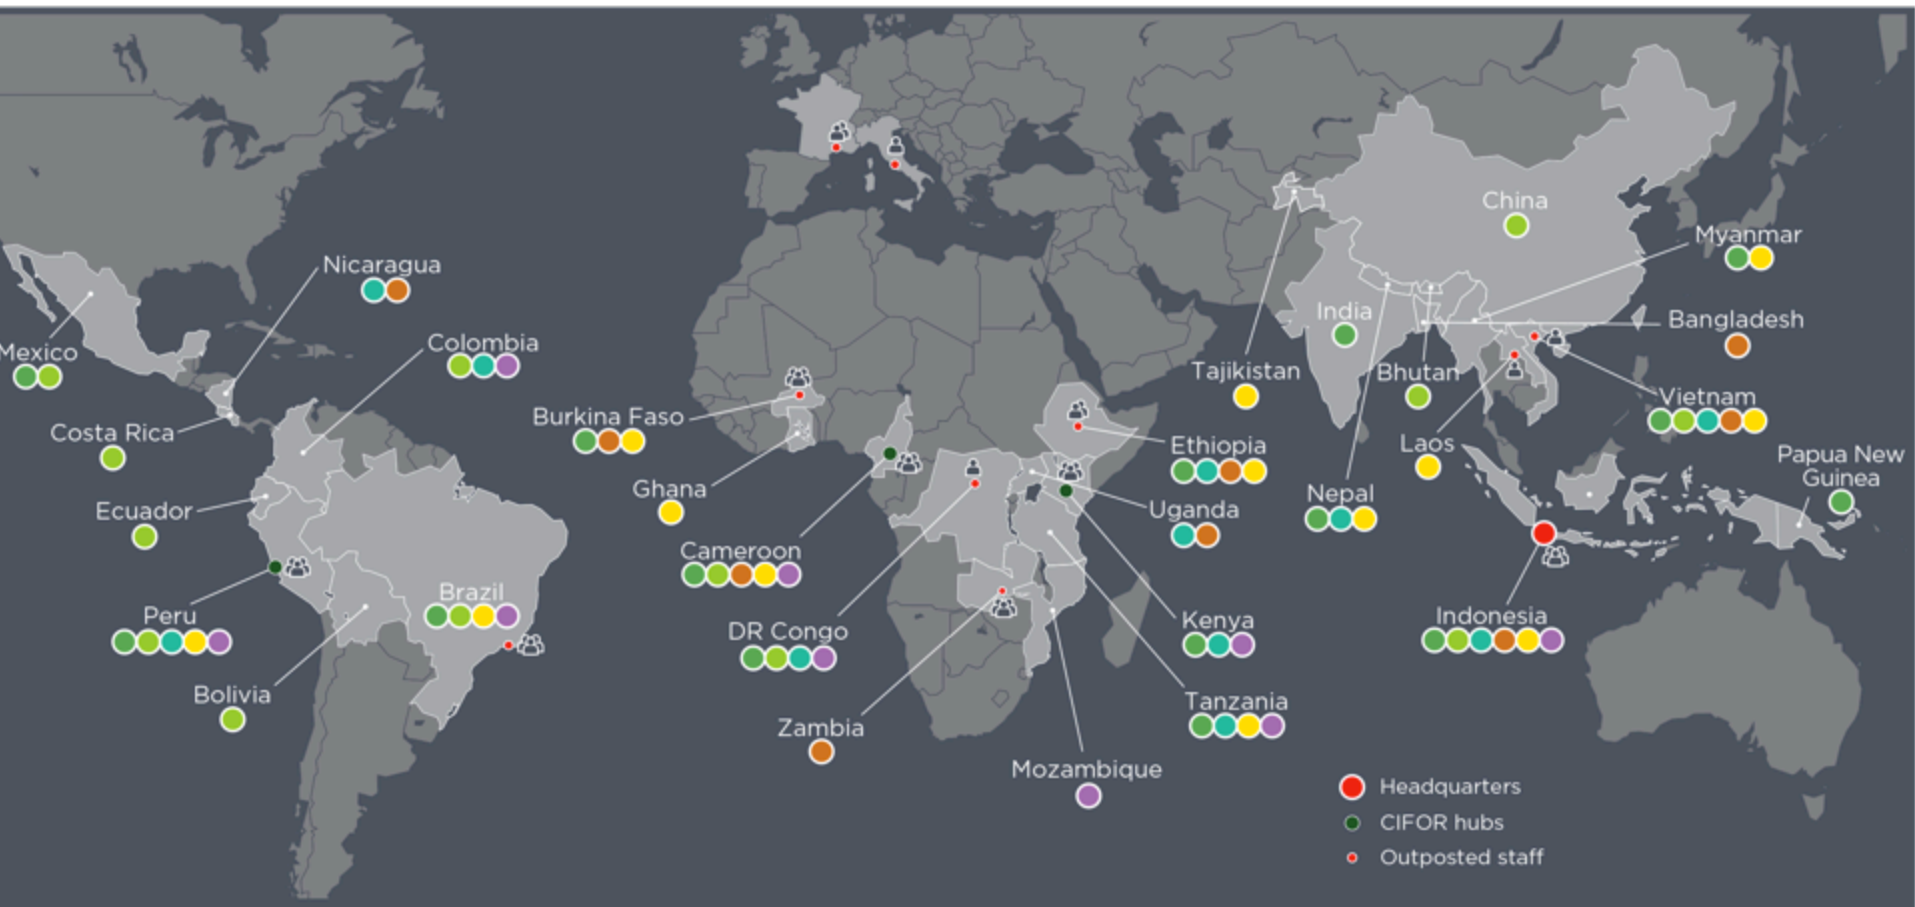 China
Myanmar
Nicaragua
India
Bangladesh
Colombia
Mexico
Tajikistan
Bhutan
Vietnam
Burkina Faso
Costa Rica
Ethiopia
Laos
Papua New
Guinea
Ghana
Nepal
Ecuador
Uganda
Cameroon
Brazil
Peru
Kenya
Indonesia
DR Congo
Bolivia
Tanzania
Zambia
Mozambique
Headquarters
CIFOR hubs
Outposted staff